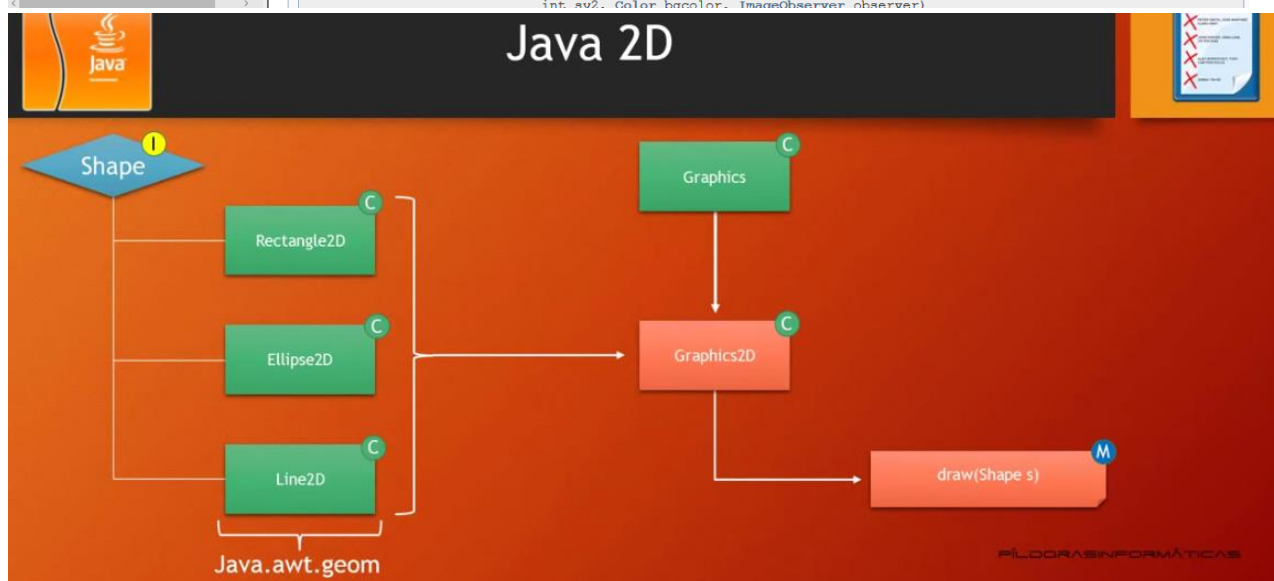 int sy2, Color bgcolor, ImageObserver observer)
Java
Java 2D
Shape
I
C
Rectangle2D
C
Ellipse2D
C
Line2D
Java.awt.geom
C
Graphics
C
Graphics2D
M
draw(Shape s)
PÍLDORASINFORMÁTICAS